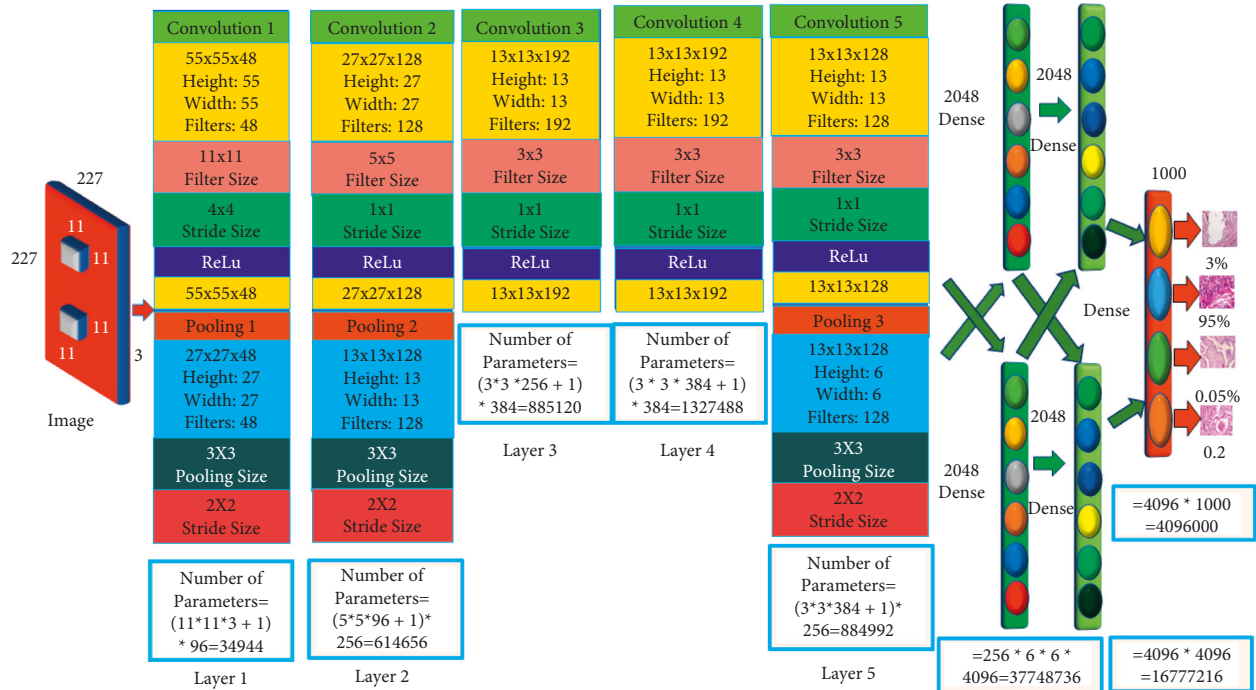 227
227
11
11
11
11
3
Image
Convolution 1
55x55x48
Height: 55
Width: 55
Filters: 48
11x11
Filter Size
4x4
Stride Size
ReLu
55x55x48
Pooling 1
27x27x48
Height: 27
Width: 27
Filters: 48
3X3
Pooling Size
2X2
Stride Size
Number of
Parameters=
(11*11*3 + 1)
* 96=34944
Layer 1
Convolution 2
27x27x128
Height: 27
Width: 27
Filters: 128
5x5
Filter Size
1x1
Stride Size
ReLu
27x27x128
Pooling 2
13x13x128
Height: 13
Width: 13
Filters: 128
3X3
Pooling Size
2X2
Stride Size
Number of
Parameters=
(5*5*96 + 1)*
256=614656
Layer 2
Convolution 3
13x13x192
Height: 13
Width: 13
Filters: 192
3x3
Filter Size
1x1
Stride Size
ReLu
13x13x192
Number of
Parameters=
(3*3 *256 + 1)
* 384=885120
Layer 3
Convolution 4
13x13x192
Height: 13
Width: 13
Filters: 192
3x3
Filter Size
1x1
Stride Size
ReLu
13x13x192
Number of
Parameters=
(3 * 3 * 384 + 1)
* 384=1327488
Layer 4
Convolution 5
13x13x128
Height: 13
Width: 13
Filters: 128
3x3
Filter Size
1x1
Stride Size
ReLu
13x13x128
Pooling 3
13x13x128
Height: 6
Width: 6
Filters: 128
3X3
Pooling Size
2X2
Stride Size
Number of
Parameters=
(3*3*384 + 1)*
256=884992
Layer 5
2048
Dense
2048
Dense
2048
Dense
2048
Dense
Dense
1000
3%
95%
0.05%
0.2
=4096 * 1000
=4096000
=256 * 6 * 6 *
4096=37748736
=4096 * 4096
=16777216